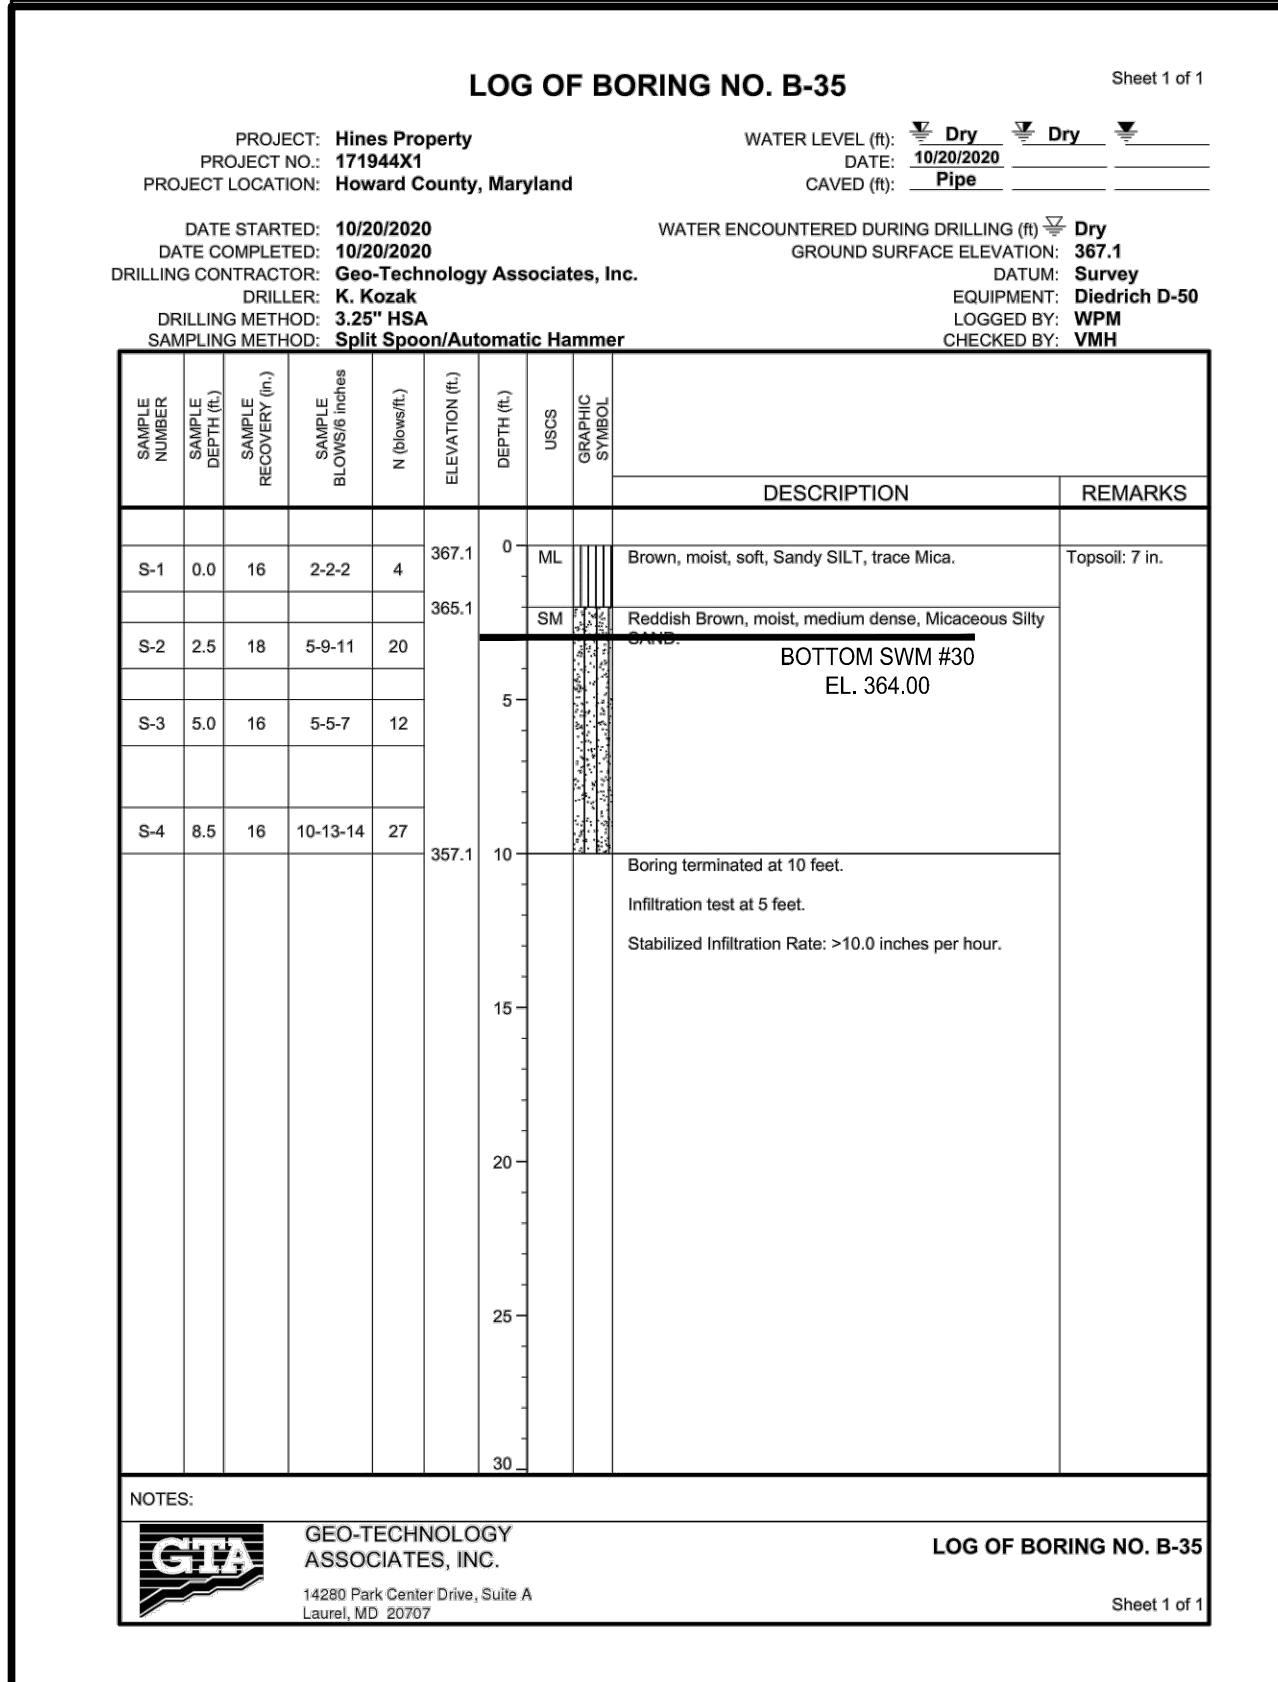 LOG OF BORING NO. B-35
Sheet 1 of 1
PROJECT: Hines Property
PROJECT NO.: 171944X1
PROJECT LOCATION: Howard County, Maryland
WATER LEVEL (ft): Dry Dry
DATE: 10/20/2020
CAVED (ft): Pipe
DATE STARTED: 10/20/2020
DATE COMPLETED: 10/20/2020
DRILLING CONTRACTOR: Geo-Technology Associates, Inc.
DRILLER: K. Kozak
DRILLING METHOD: 3.25" HSA
SAMPLING METHOD: Split Spoon/Automatic Hammer
WATER ENCOUNTERED DURING DRILLING (ft) Dry
GROUND SURFACE ELEVATION: 367.1
DATUM: Survey
EQUIPMENT: Diedrich D-50
LOGGED BY: WPM
CHECKED BY: VMH
SAMPLE
NUMBER
SAMPLE
DEPTH (ft.)
SAMPLE
RECOVERY (in.)
SAMPLE
BLOWS/6 inches
N (blows/ft.)
ELEVATION (ft.)
DEPTH (ft.)
USCS
GRAPHIC
SYMBOL
DESCRIPTION
REMARKS
S-1 0.0 16 2-2-2 4
367.1 0 ML Brown, moist, soft, Sandy SILT, trace Mica. Topsoil: 7 in.
365.1 SM Reddish Brown, moist, medium dense, Micaceous Silty
SAND.
S-2 2.5 18 5-9-11 20
BOTTOM SWM #30
EL. 364.00
5
S-3 5.0 16 5-5-7 12
S-4 8.5 16 10-13-14 27
357.1 10
Boring terminated at 10 feet.
Infiltration test at 5 feet.
Stabilized Infiltration Rate: >10.0 inches per hour.
15
20
25
30
NOTES:
GTA
GEO-TECHNOLOGY
ASSOCIATES, INC.
14280 Park Center Drive, Suite A
Laurel, MD 20707
LOG OF BORING NO. B-35
Sheet 1 of 1